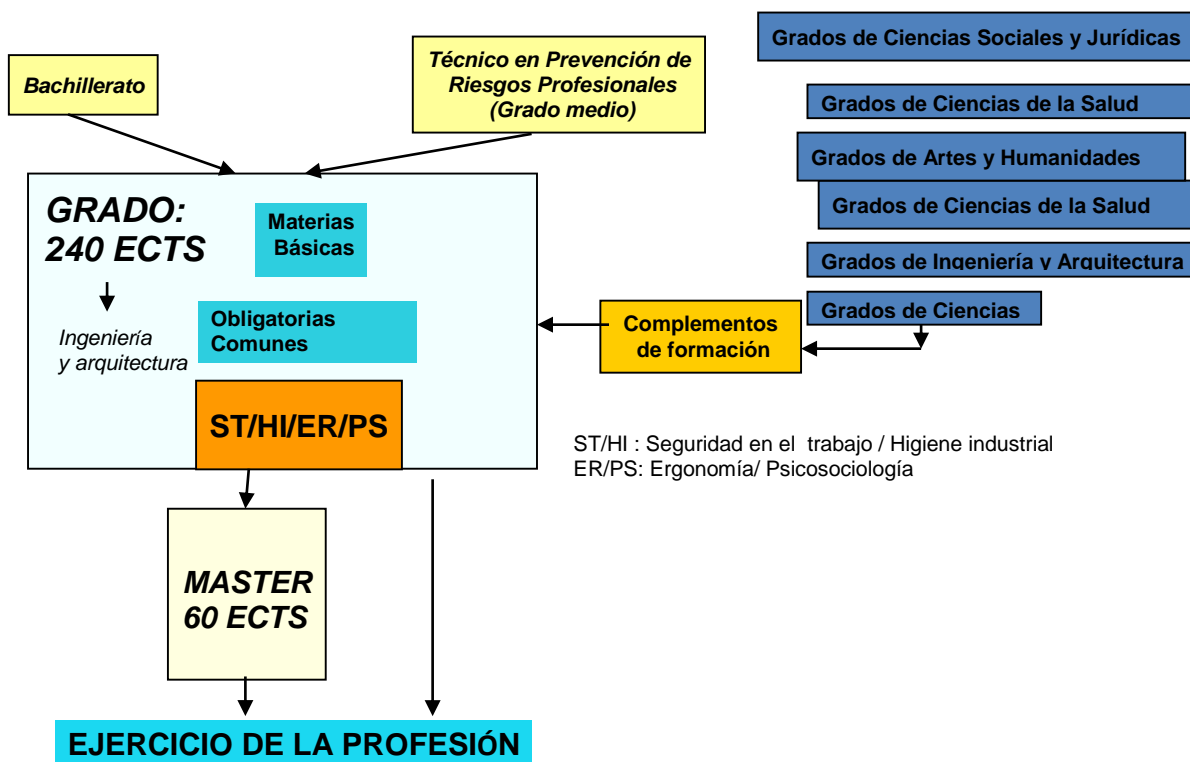 Bachillerato
Técnico en Prevención de
Riesgos Profesionales
(Grado medio)
Grados de Ciencias Sociales y Jurídicas
Grados de Ciencias de la Salud
Grados de Artes y Humanidades
Grados de Ciencias de la Salud
Grados de Ingeniería y Arquitectura
Grados de Ciencias
GRADO:
240 ECTS
Ingeniería
y arquitectura
Materias
Básicas
Obligatorias
Comunes
ST/HI/ER/PS
Complementos
de formación
ST/HI : Seguridad en el trabajo / Higiene industrial
ER/PS: Ergonomía/ Psicosociología
MASTER
60 ECTS
EJERCICIO DE LA PROFESIÓN